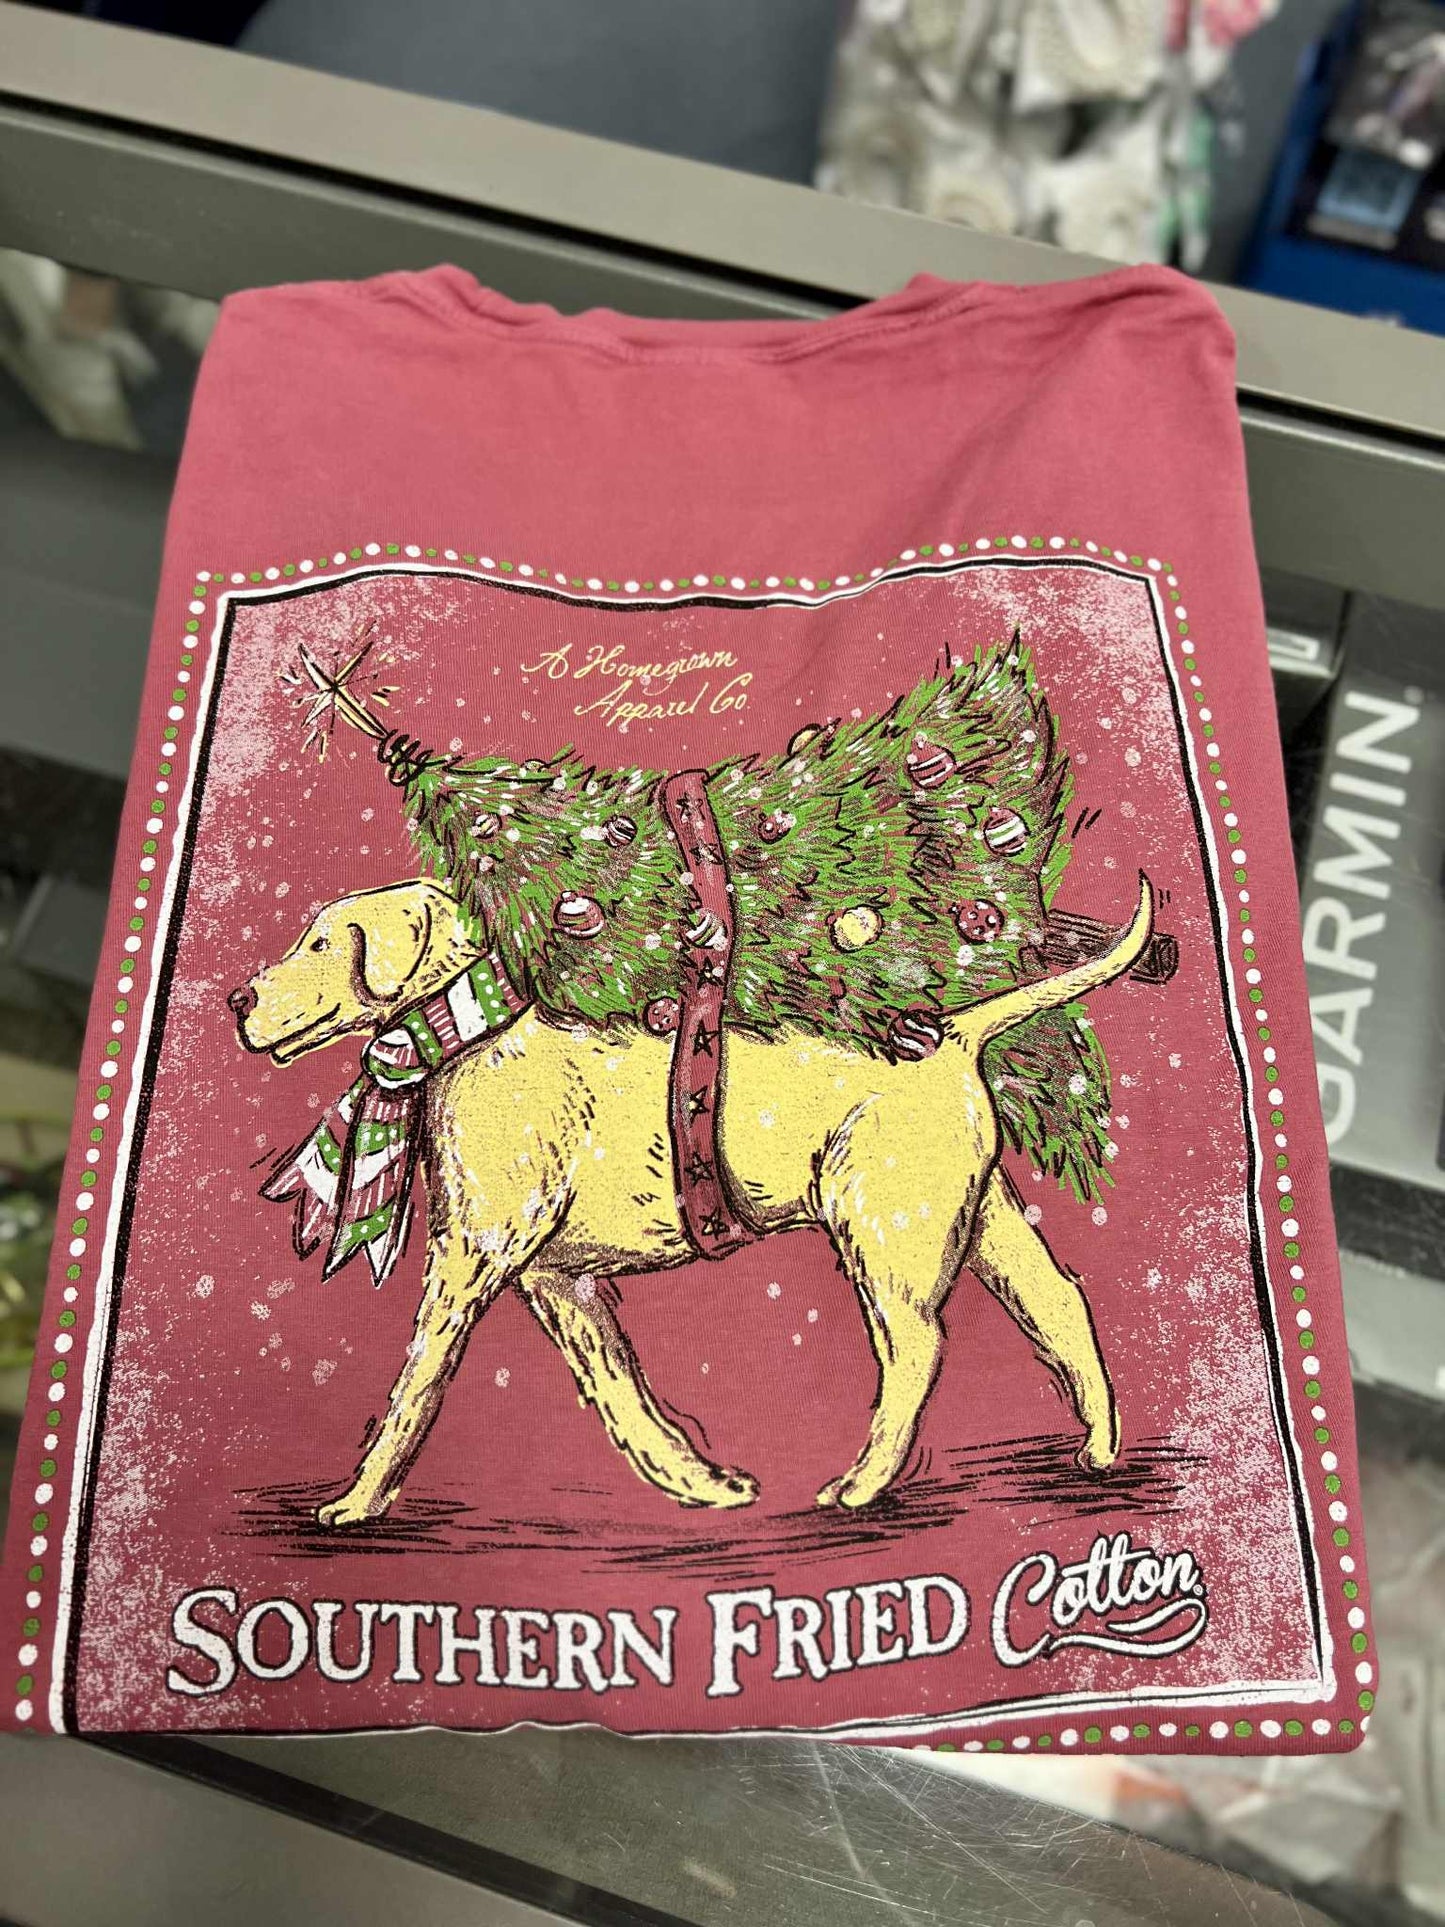 A Homegrown
Apparel Co.
SOUTHERN FRIED Cotton
GARMIN